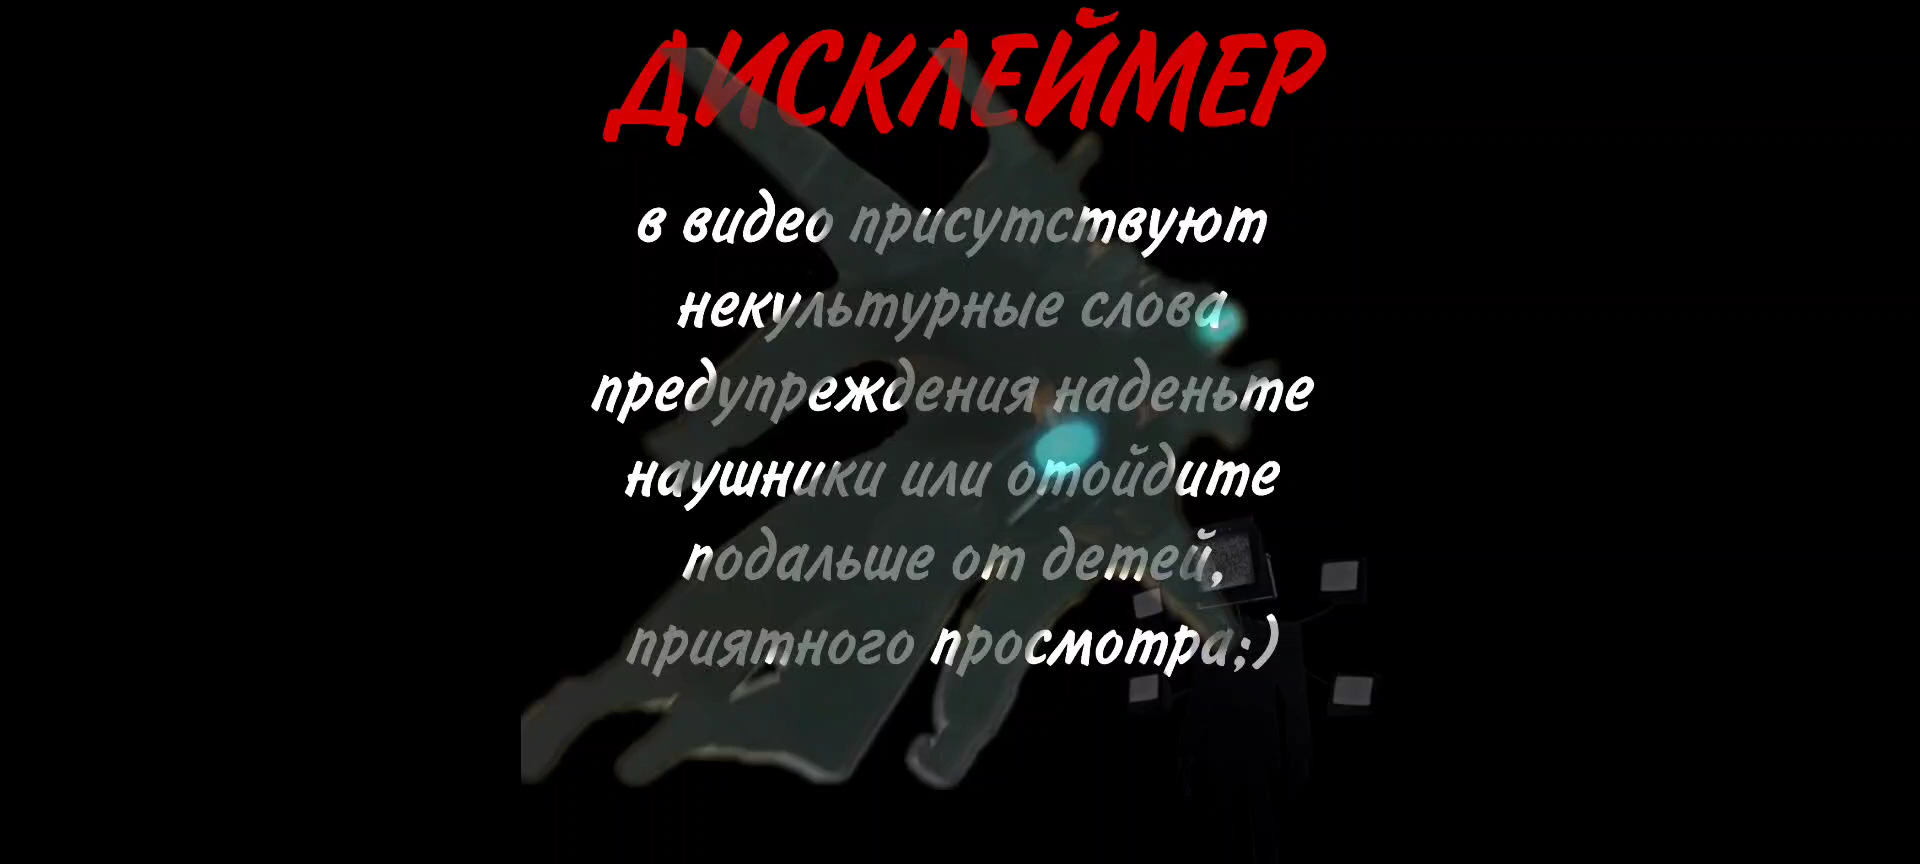 ДИСКЛЕЙМЕР
в видео присутствуют
некультурные слова
предупреждения наденьте
наушники или отойдите
подальше от детей,
приятного просмотра;)